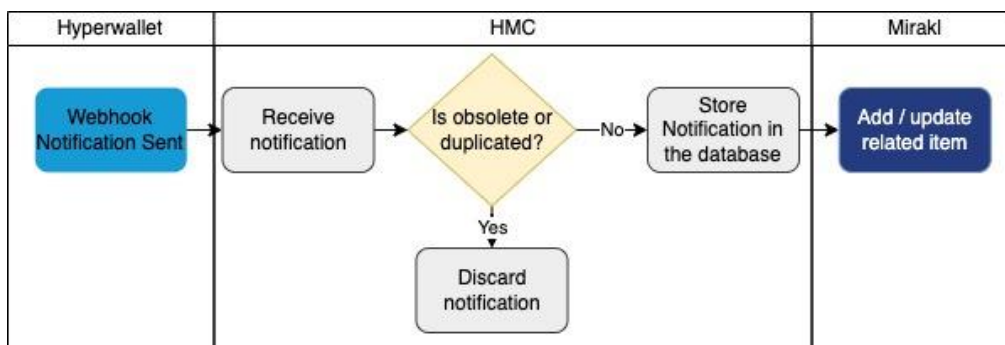 Hyperwallet
HMC
Mirakl
Webhook
Notification Sent
Receive
notification
Is obsolete or
duplicated?
No
Store
Notification in
the database
Add / update
related item
Yes
Discard
notification